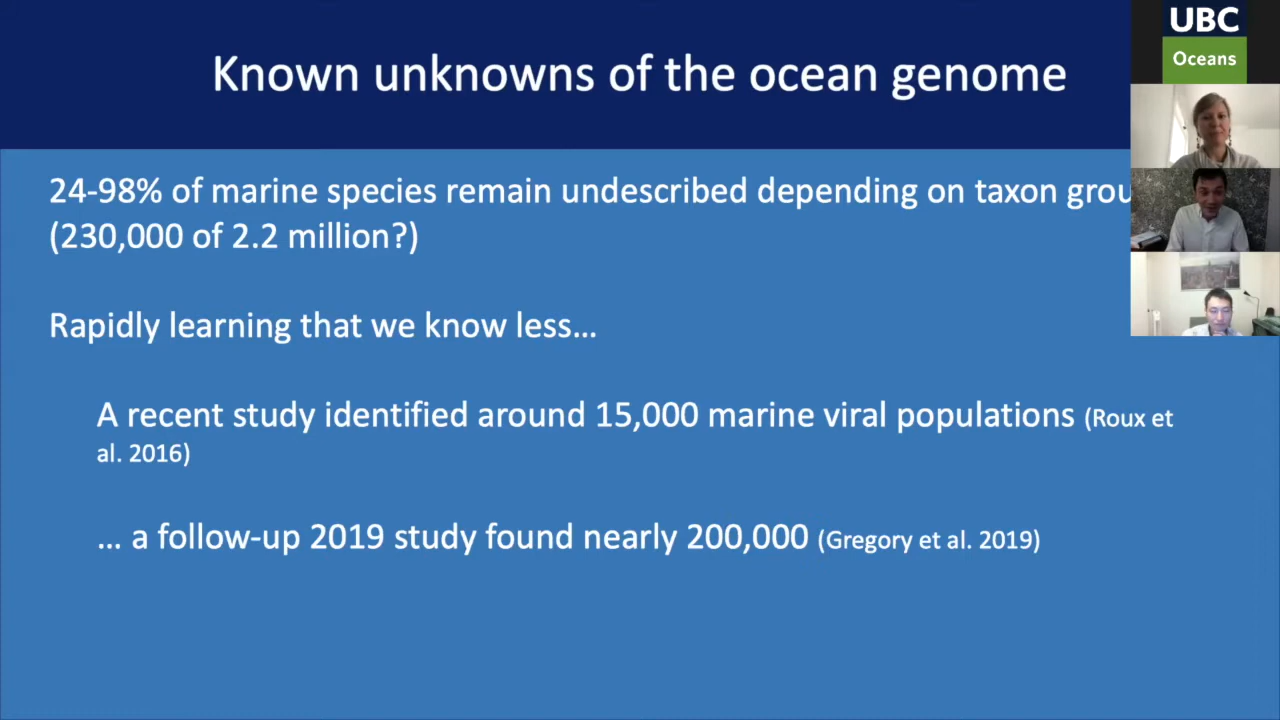 Known unknowns of the ocean genome
UBC
Oceans
24-98% of marine species remain undescribed depending on taxon
(230,000 of 2.2 million?)
Rapidly learning that we know less...
A recent study identified around 15,000 marine viral populations (Roux et
al. 2016)
... a follow-up 2019 study found nearly 200,000 (Gregory et al. 2019)